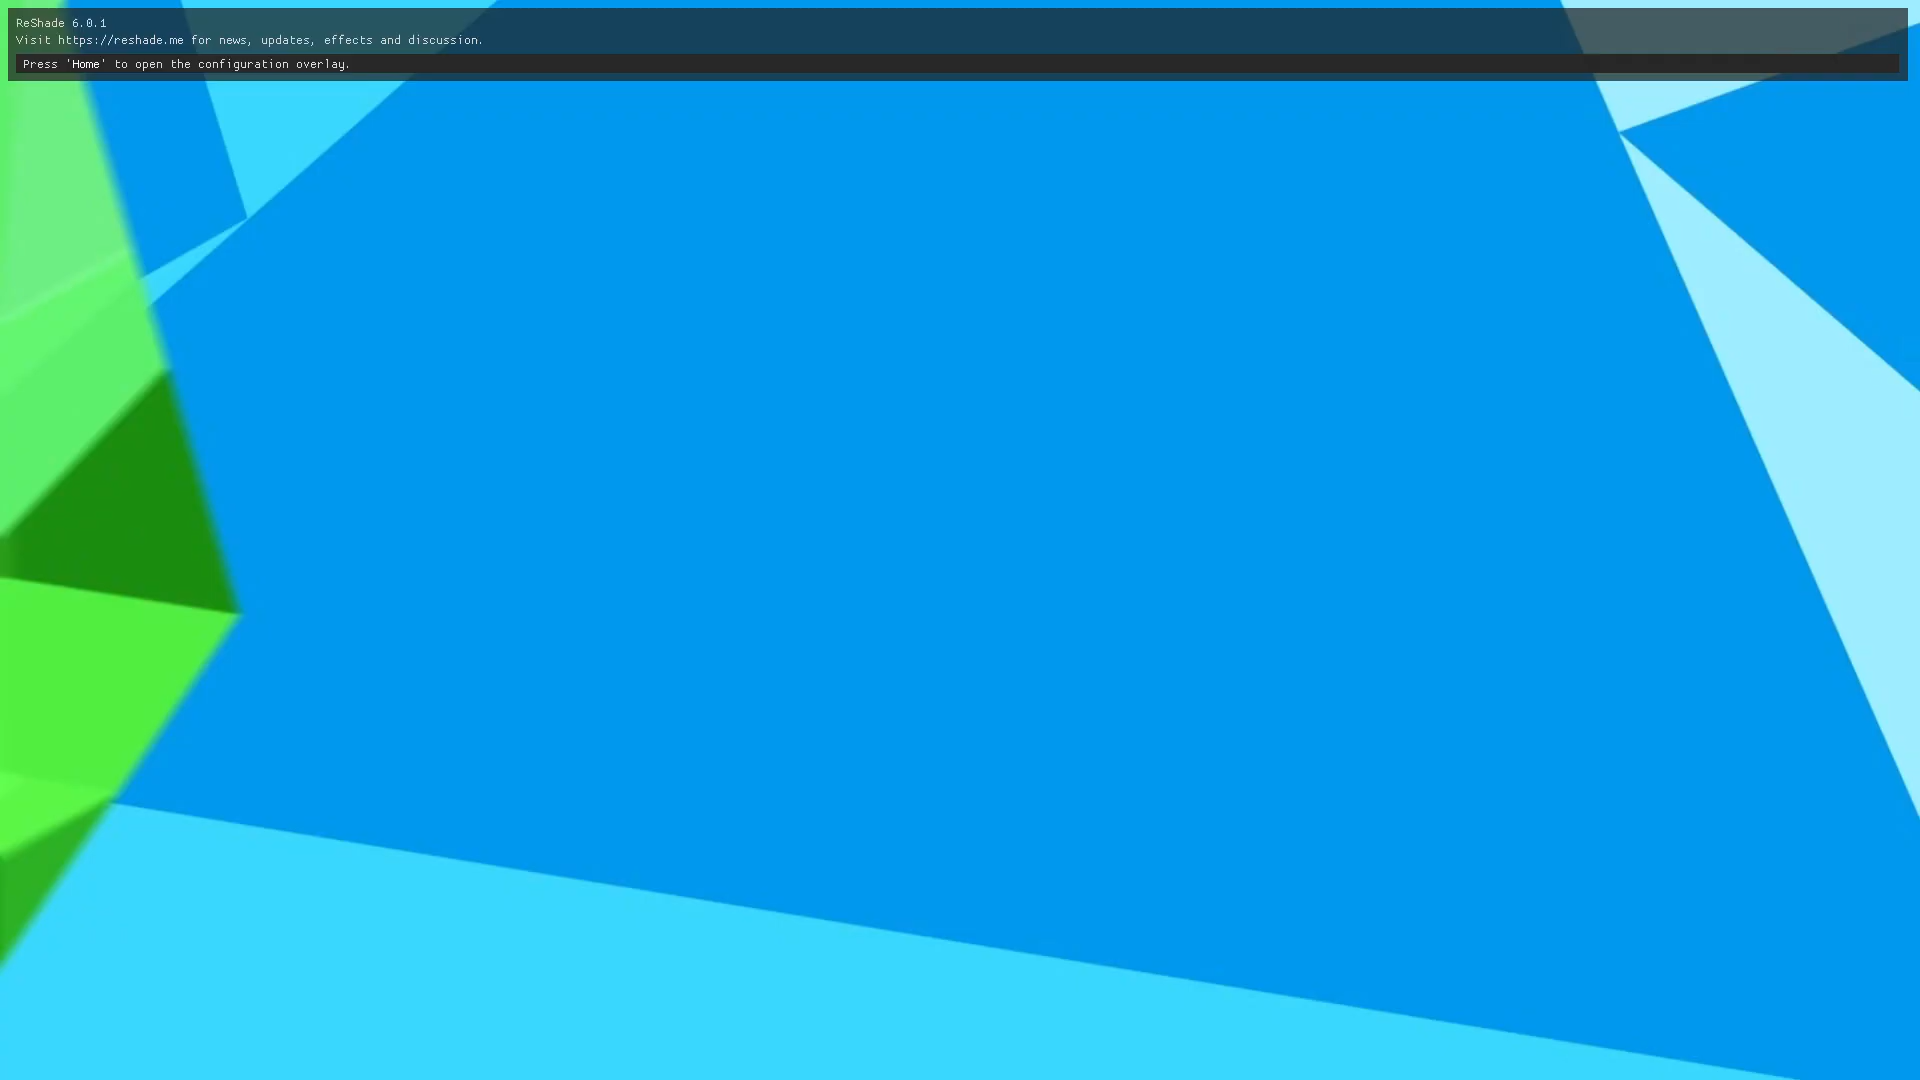 ReShade 6.0.1
Visit https://reshade.me for news, updates, effects and discussion.
Press 'Home' to open the configuration overlay.